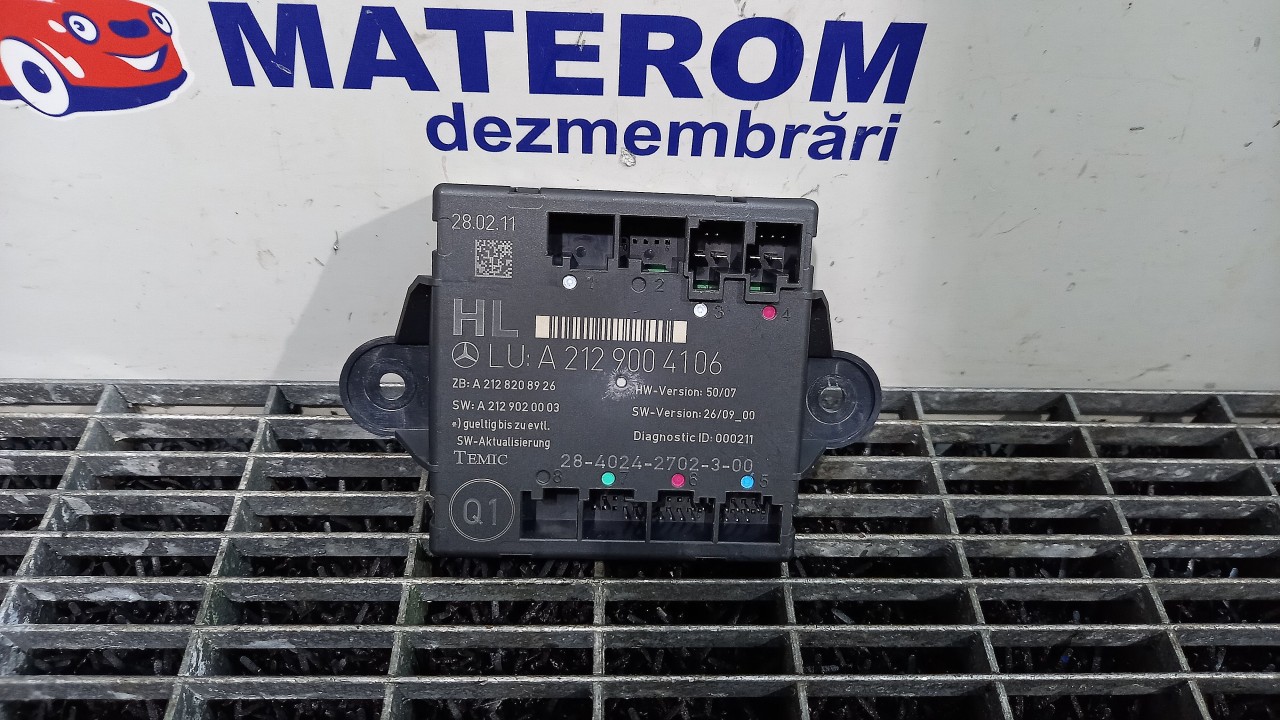 MATEROM
dezmembrări
28.02.11
1 2 3 4
HL
LU: A 212 900 41 06
ZB: A 212 820 89 26
HW-Version: 50/07
SW: A 212 902 00 03
SW-Version: 26/09_00
*) gueltig bis zu evtl.
SW-Aktualisierung
Diagnostic ID: 000211
TEMIC
28-4024-2702-3-00
8 7 6 5
Q1